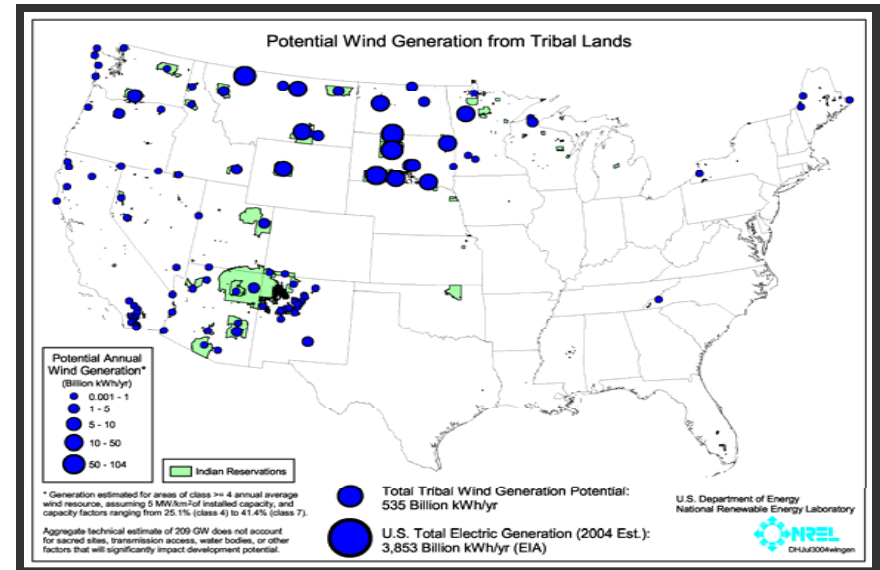 Potential Wind Generation from Tribal Lands
Potential Annual
Wind Generation*
(Billion kWh/yr)
0.001 - 1
1 - 5
5 - 10
10 - 50
50 - 104
Indian Reservations
* Generation estimated for areas of class >= 4 annual average
wind resource, assuming 5 MW/km² of installed capacity, and
capacity factors ranging from 25.1% (class 4) to 41.4% (class 7).
Aggregate technical estimate of 209 GW does not account
for sacred sites, transmission access, water bodies, or other
factors that will significantly impact development potential.
Total Tribal Wind Generation Potential:
535 Billion kWh/yr
U.S. Total Electric Generation (2004 Est.):
3,853 Billion kWh/yr (EIA)
U.S. Department of Energy
National Renewable Energy Laboratory
NREL
DHJul3004wingen